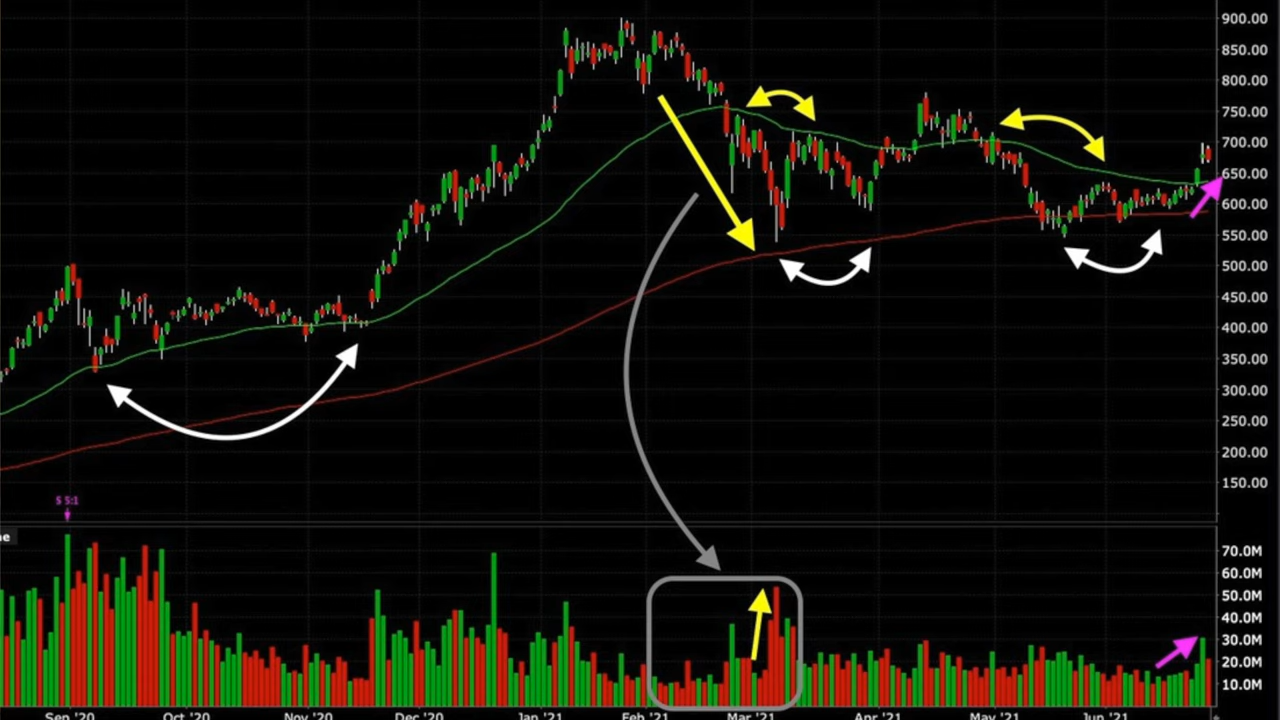 900.00
850.00
800.00
750.00
700.00
650.00
600.00
550.00
500.00
450.00
400.00
350.00
300.00
250.00
200.00
150.00
S 5:1
ne
70.0M
60.0M
50.0M
40.0M
30.0M
20.0M
10.0M
Sep '20 Oct '20 Nov '20 Dec '20 Jan '21 Feb '21 Mar '21 Apr '21 May '21 Jun '21